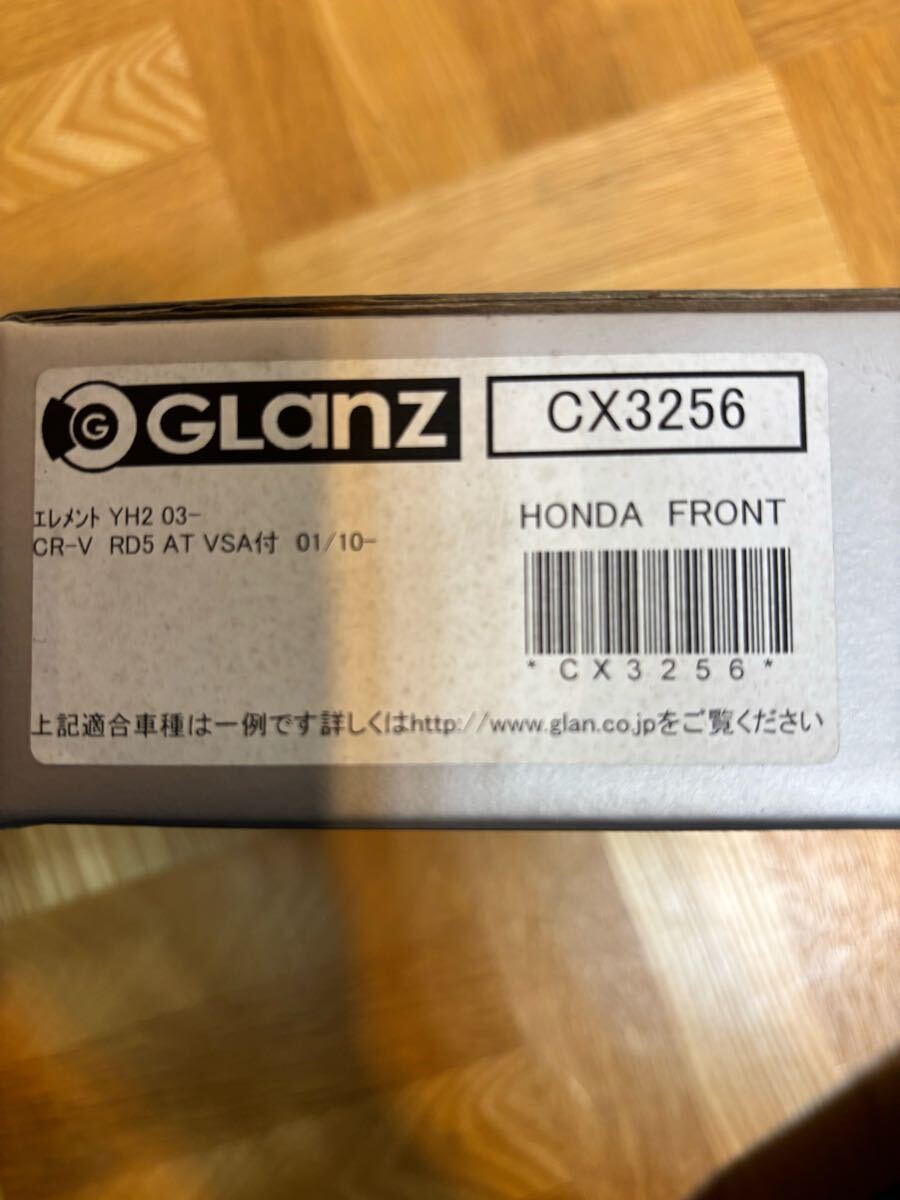 G GLanz
CX3256
エレメント YH2 03-
CR-V RD5 AT VSA付 01/10-
HONDA FRONT
*CX3256*
上記適合車種は一例です詳しくはhttp://www.glan.co.jpをご覧ください